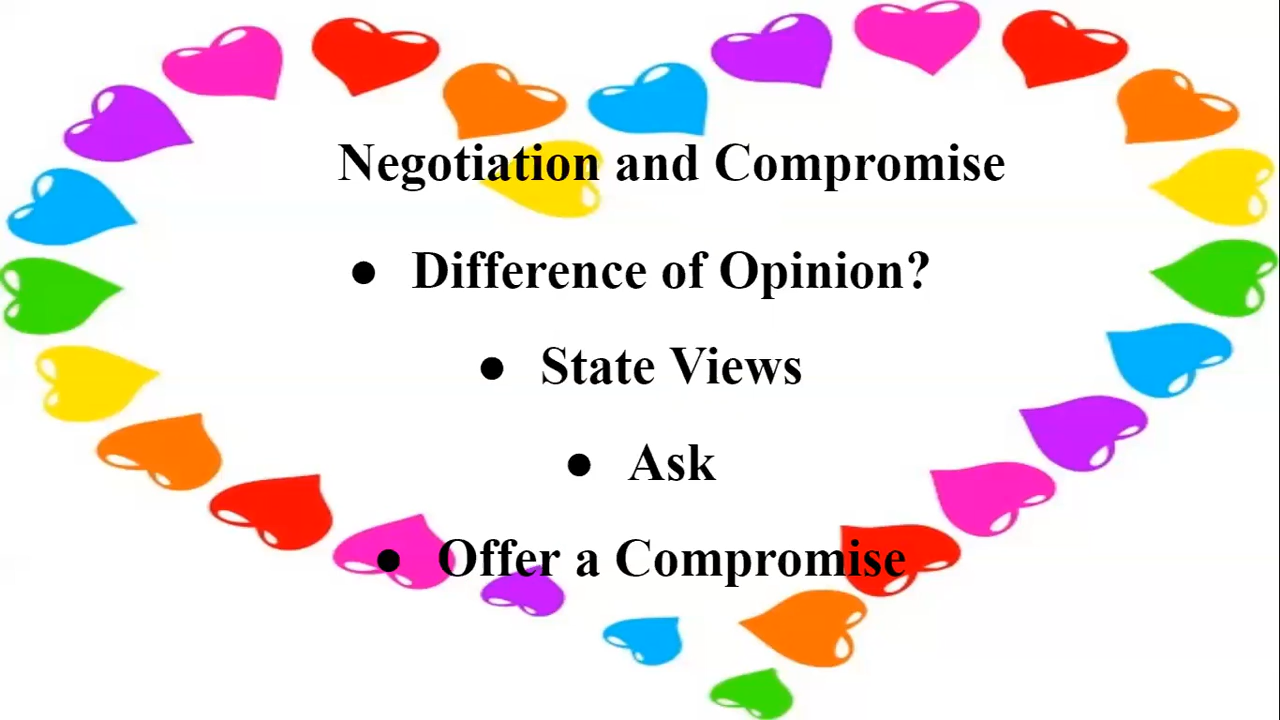 Negotiation and Compromise
● Difference of Opinion?
● State Views
● Ask
● Offer a Compromise